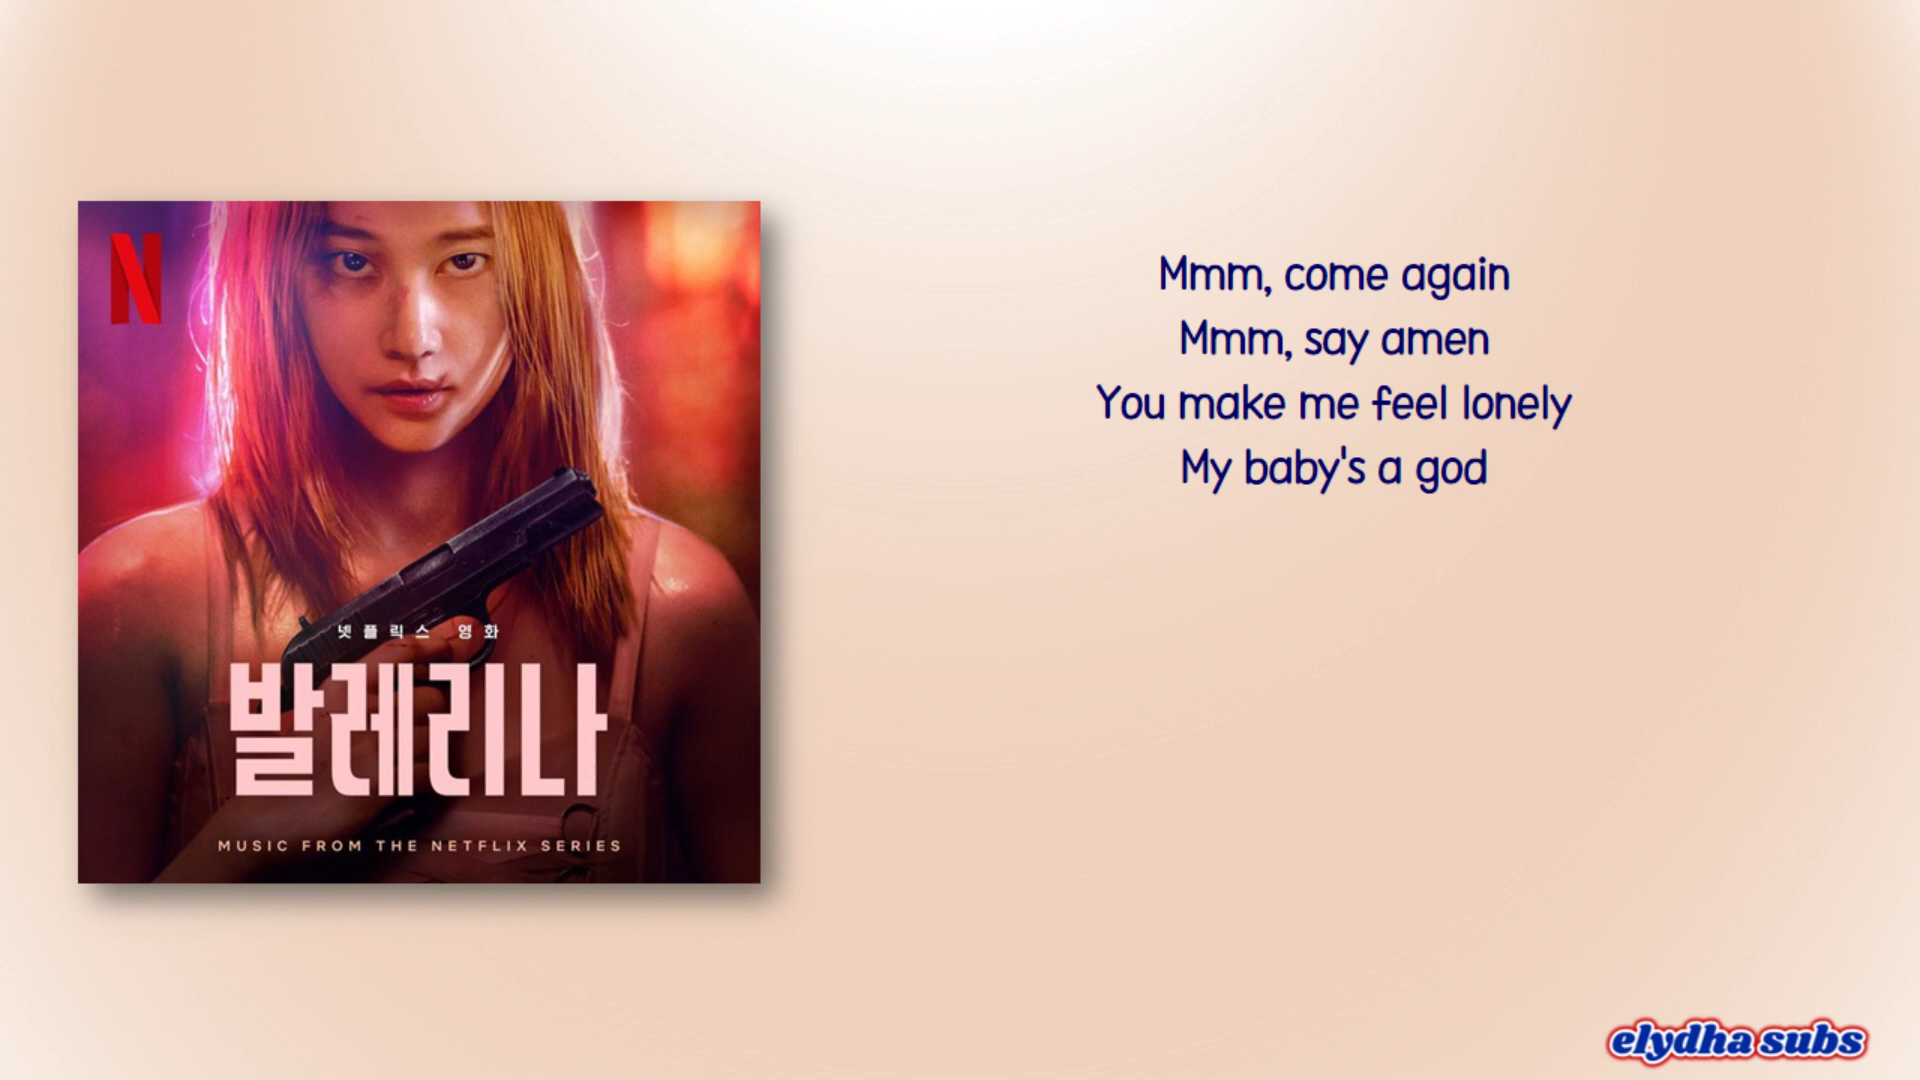 N
넷플릭스 영화
발레리나
MUSIC FROM THE NETFLIX SERIES
Mmm, come again
Mmm, say amen
You make me feel lonely
My baby's a god
elydha subs